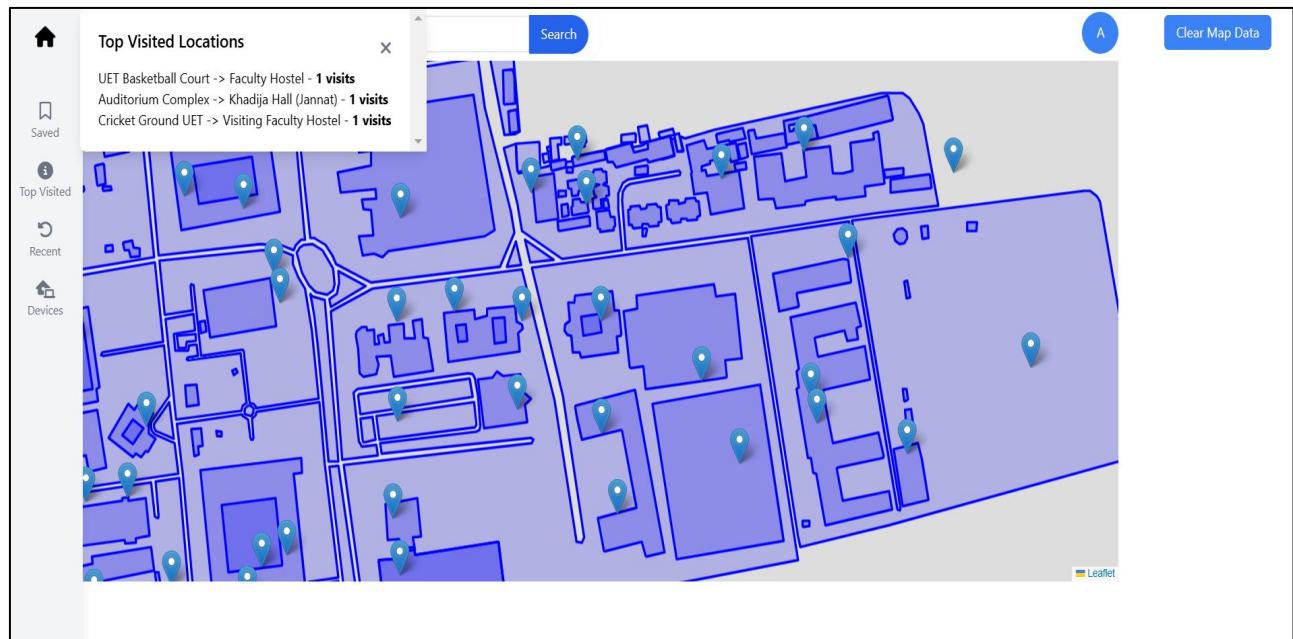 Top Visited Locations
UET Basketball Court -> Faculty Hostel - 1 visits
Auditorium Complex -> Khadija Hall (Jannat) - 1 visits
Cricket Ground UET -> Visiting Faculty Hostel - 1 visits
Search
A
Clear Map Data
Saved
Top Visited
Recent
Devices
Leaflet